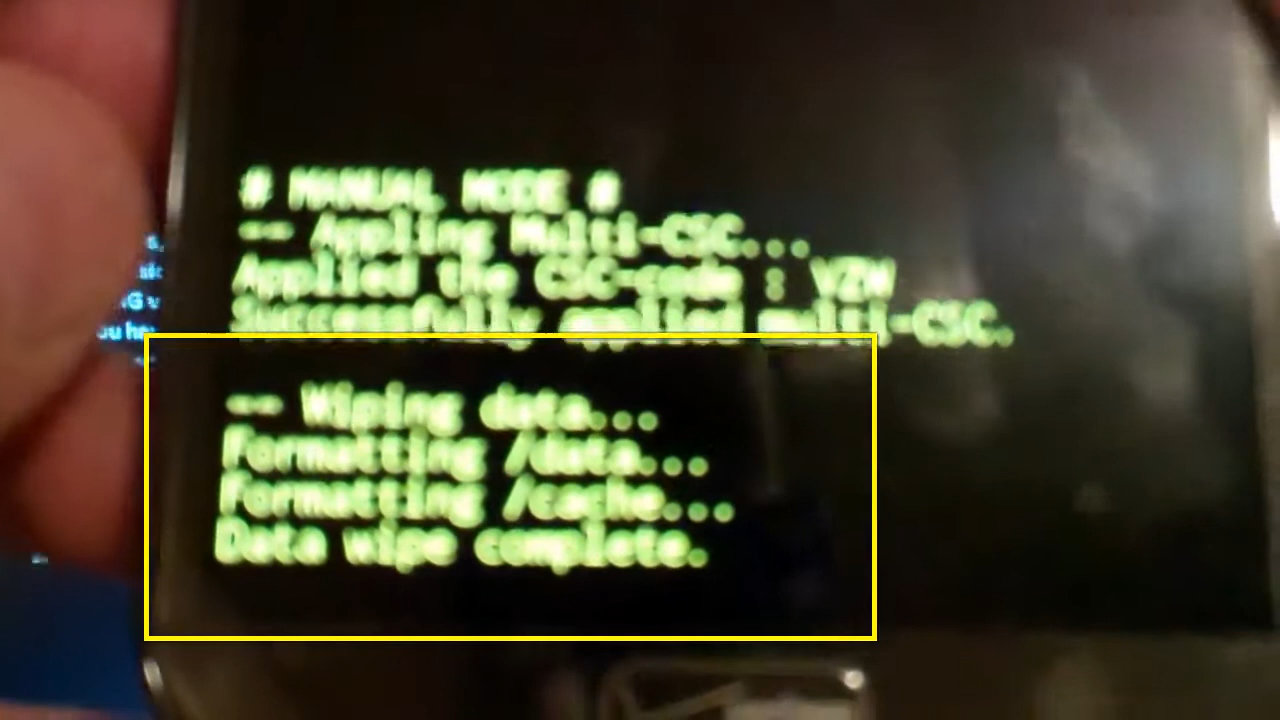 # MANUAL MODE #
-- Appling Multi-CSC...
Applied the CSC-code : VZW
Successfully applied multi-CSC.
-- Wiping data...
Formatting /data...
Formatting /cache...
Data wipe complete.